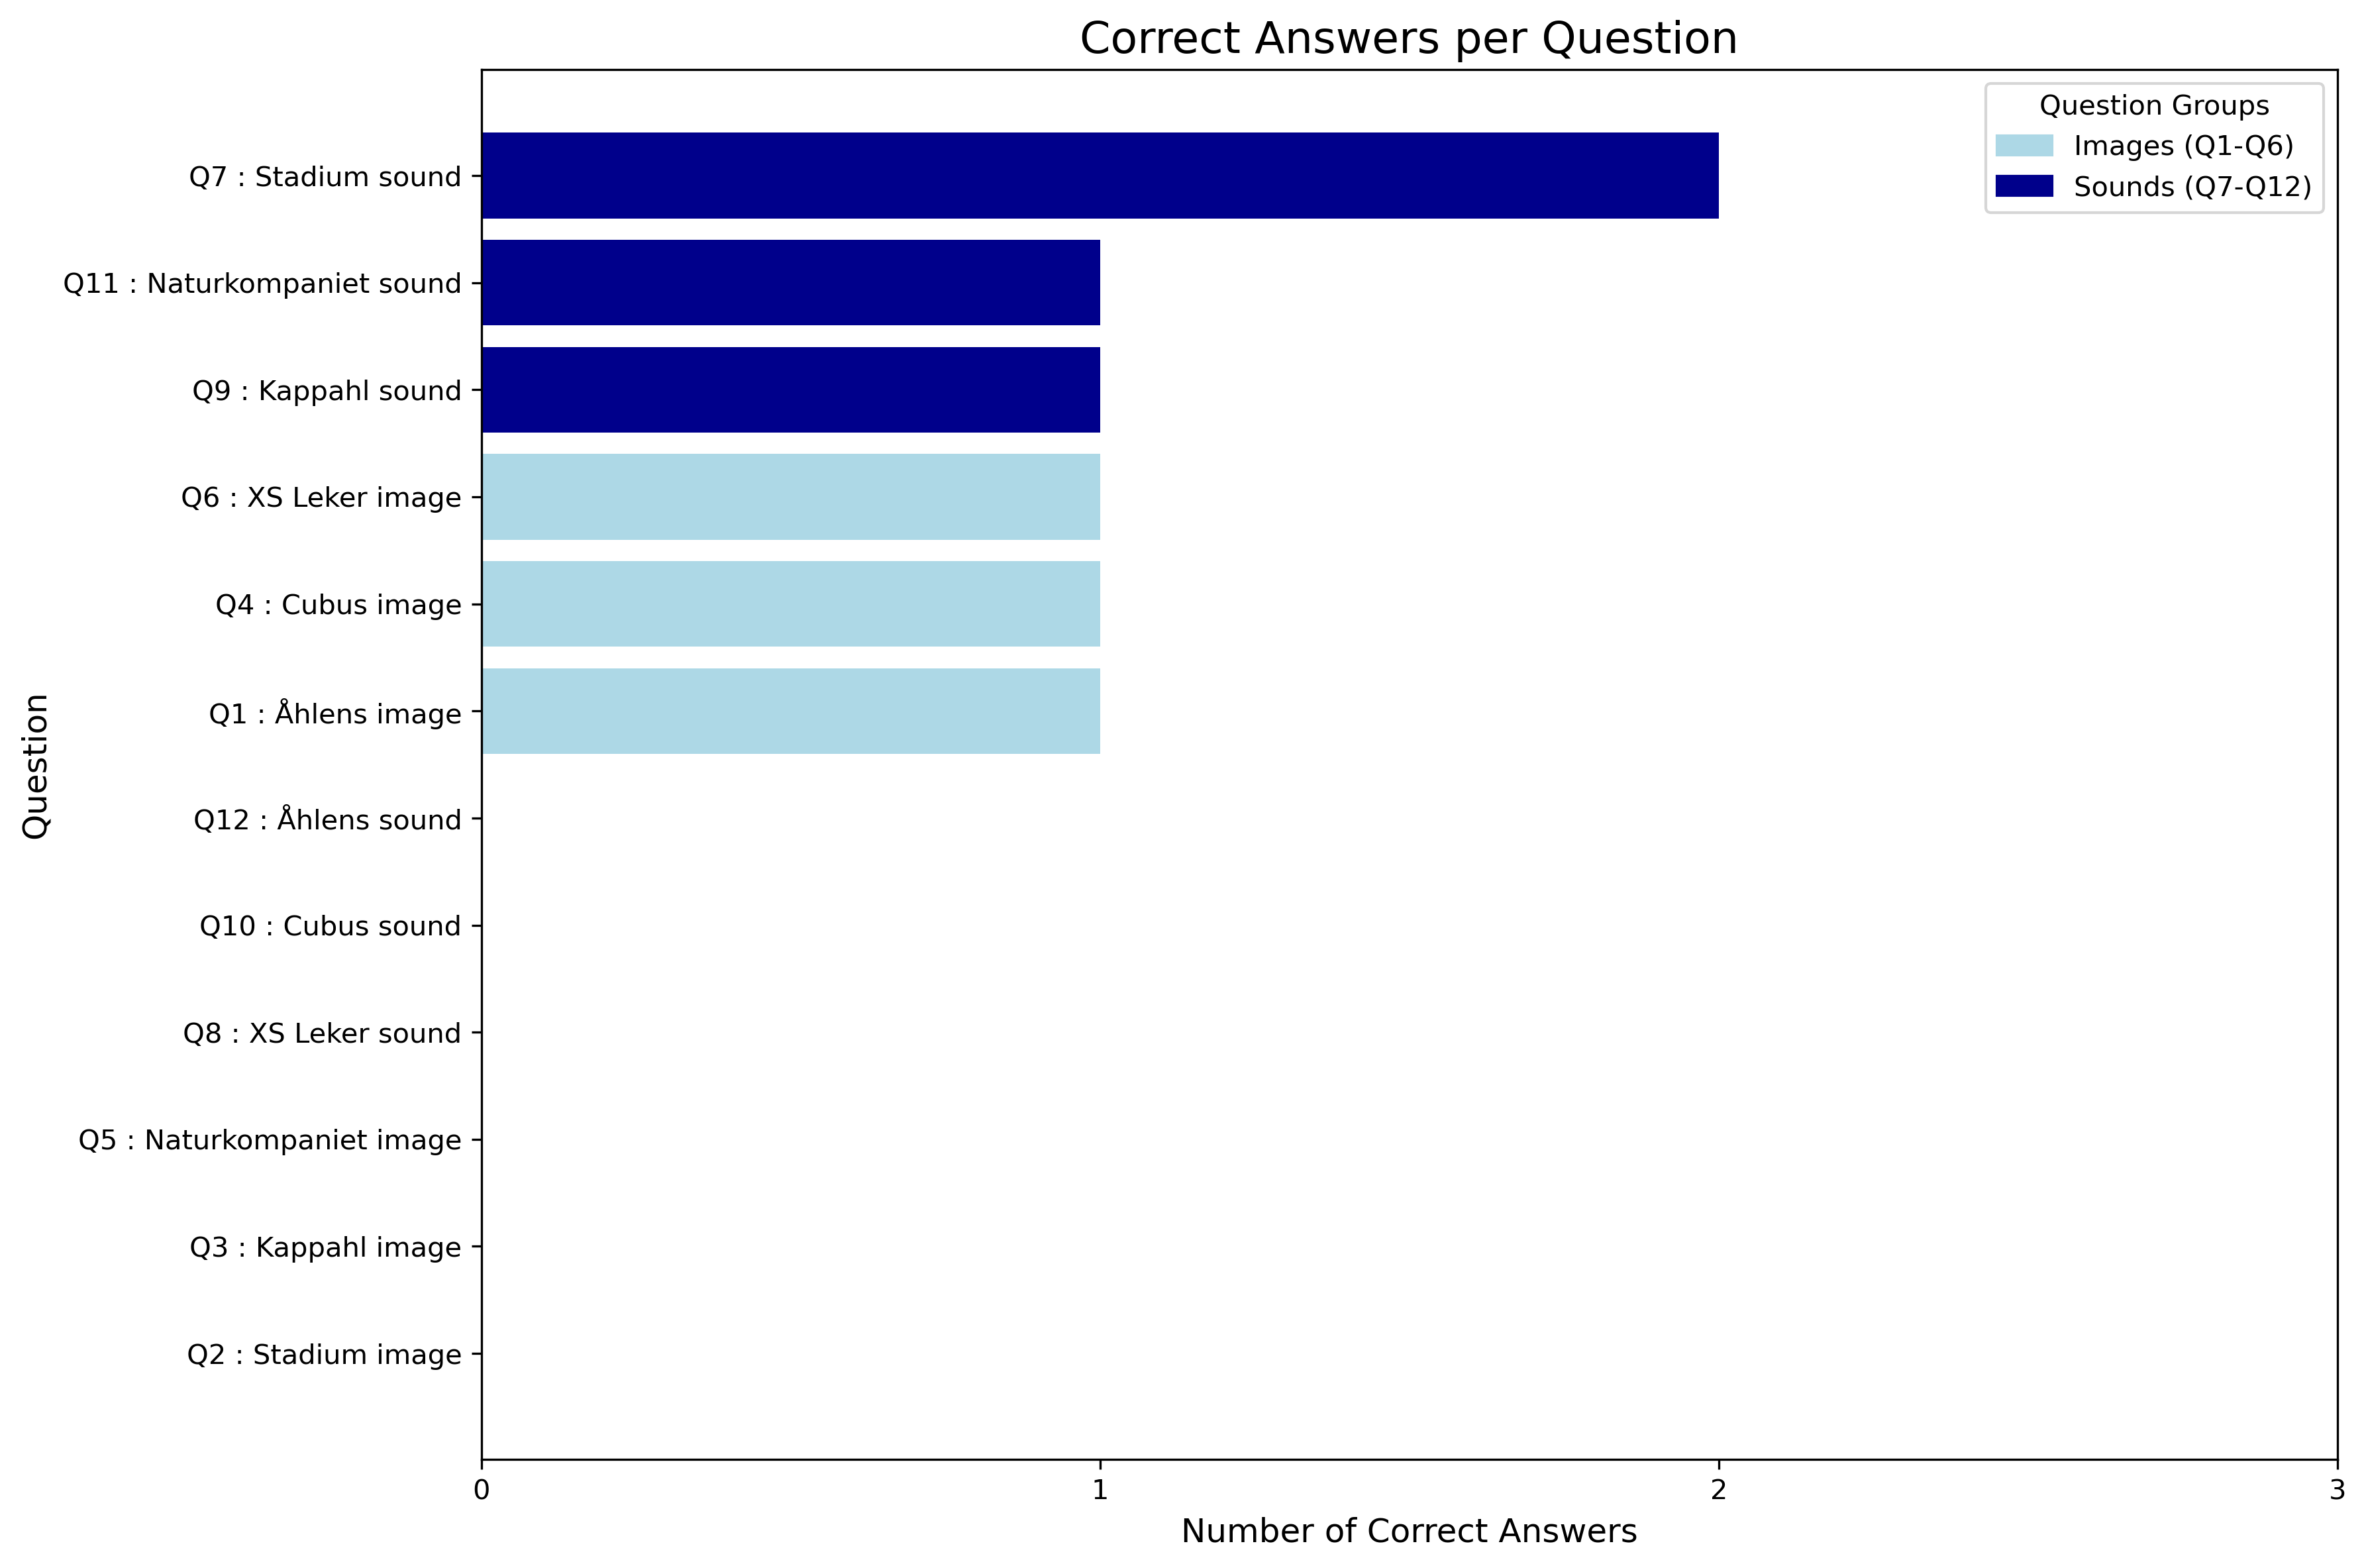 Correct Answers per Question
Question Groups
Images (Q1-Q6)
Sounds (Q7-Q12)
Q7 : Stadium sound
Q11 : Naturkompaniet sound
Q9 : Kappahl sound
Q6 : XS Leker image
Q4 : Cubus image
Q1 : Åhlens image
Q12 : Åhlens sound
Q10 : Cubus sound
Q8 : XS Leker sound
Q5 : Naturkompaniet image
Q3 : Kappahl image
Q2 : Stadium image
Question
0 1 2 3
Number of Correct Answers